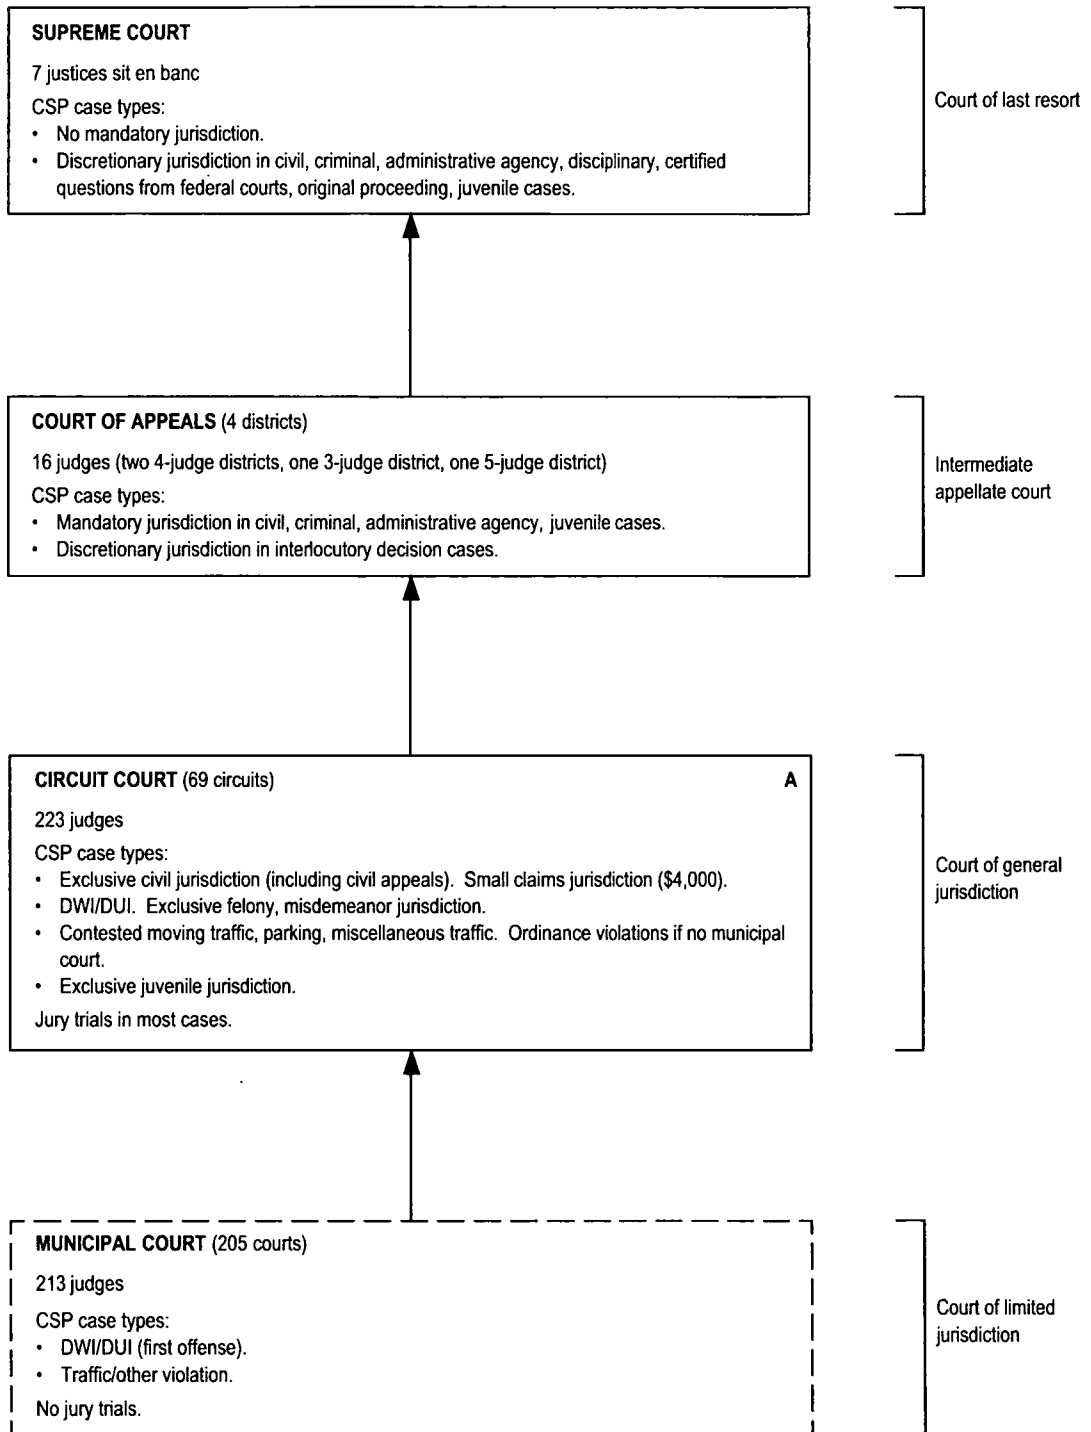 SUPREME COURT
7 justices sit en banc
CSP case types:
• No mandatory jurisdiction.
• Discretionary jurisdiction in civil, criminal, administrative agency, disciplinary, certified
questions from federal courts, original proceeding, juvenile cases.
Court of last resort
COURT OF APPEALS (4 districts)
16 judges (two 4-judge districts, one 3-judge district, one 5-judge district)
CSP case types:
• Mandatory jurisdiction in civil, criminal, administrative agency, juvenile cases.
• Discretionary jurisdiction in interlocutory decision cases.
Intermediate
appellate court
CIRCUIT COURT (69 circuits) A
223 judges
CSP case types:
• Exclusive civil jurisdiction (including civil appeals). Small claims jurisdiction ($4,000).
• DWI/DUI. Exclusive felony, misdemeanor jurisdiction.
• Contested moving traffic, parking, miscellaneous traffic. Ordinance violations if no municipal
court.
• Exclusive juvenile jurisdiction.
Jury trials in most cases.
Court of general
jurisdiction
MUNICIPAL COURT (205 courts)
213 judges
CSP case types:
• DWI/DUI (first offense).
• Traffic/other violation.
No jury trials.
Court of limited
jurisdiction